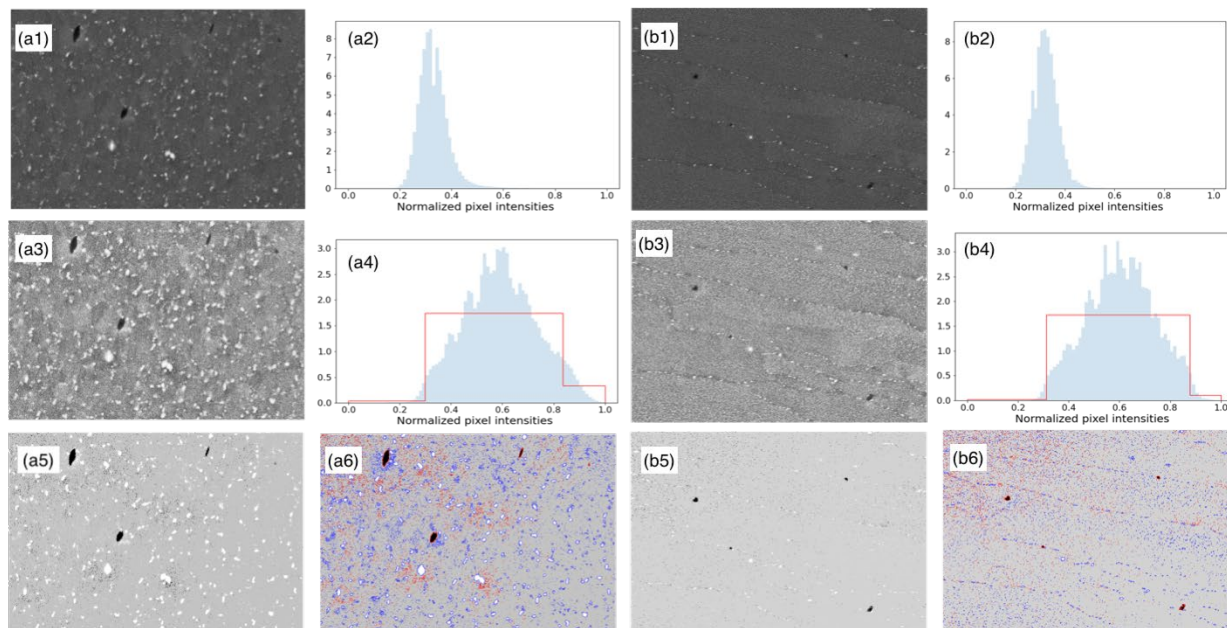 (a1)
(a2)
8
7
6
5
4
3
2
1
0
0.0 0.2 0.4 0.6 0.8 1.0
Normalized pixel intensities
(b1)
(b2)
8
6
4
2
0
0.0 0.2 0.4 0.6 0.8 1.0
Normalized pixel intensities
(a3)
(a4)
3.0
2.5
2.0
1.5
1.0
0.5
0.0
0.0 0.2 0.4 0.6 0.8 1.0
Normalized pixel intensities
(b3)
(b4)
3.0
2.5
2.0
1.5
1.0
0.5
0.0
0.0 0.2 0.4 0.6 0.8 1.0
Normalized pixel intensities
(a5)
(a6)
(b5)
(b6)